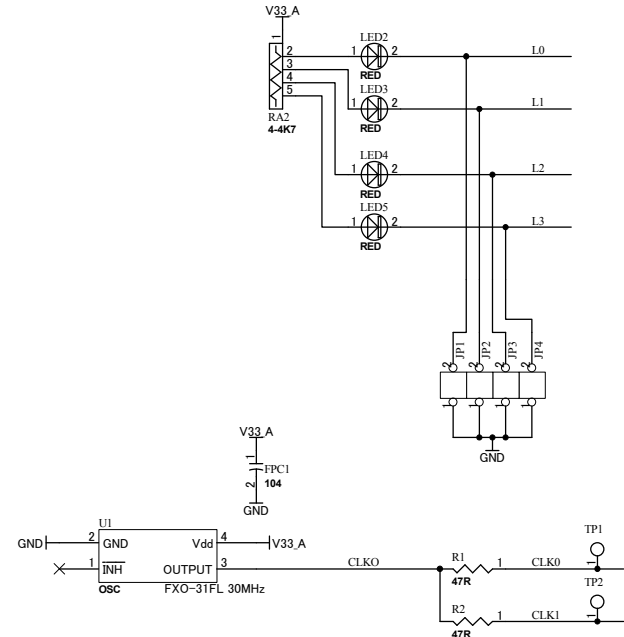 V33_A
1
2
3
4
5
RA2
4-4K7
LED2
1 2
RED
L0
LED3
1 2
RED
L1
LED4
1 2
RED
L2
LED5
1 2
RED
L3
2 JP1 2 JP2 2 JP3 2 JP4
1 1 1 1
GND
V33_A
1
FPC1
2 104
GND
U1
GND 2 GND Vdd 4 V33_A
1 INH OUTPUT 3 CLKO
OSC FXO-31FL 30MHz
R1 1 CLK0
47R
TP1
1
R2 1 CLK1
47R
TP2
1